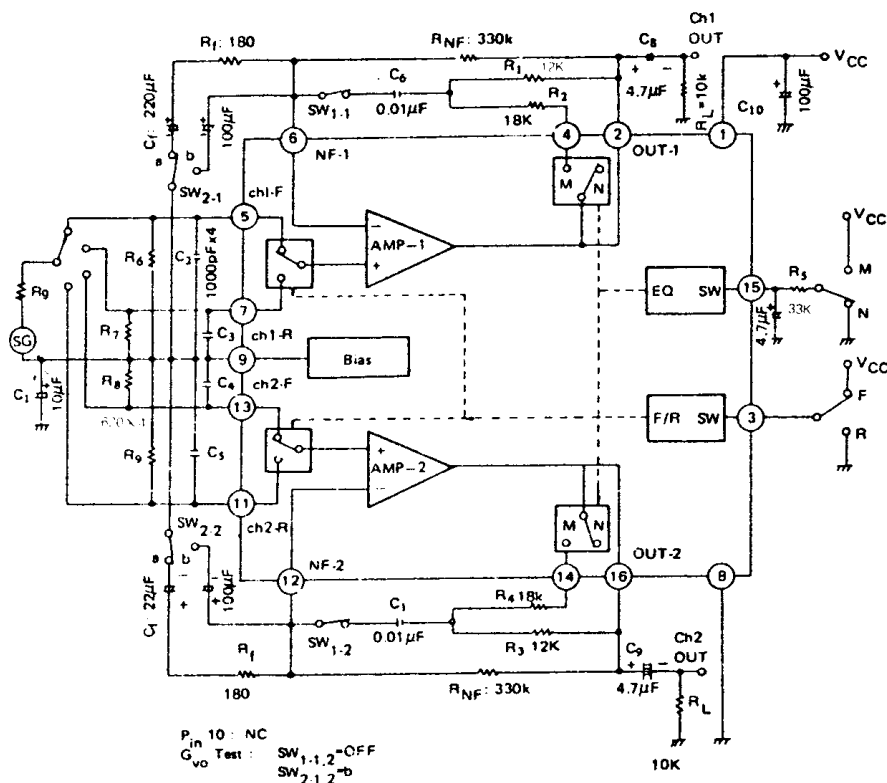 Rf: 180
RNF: 330k
C8
Ch1
OUT
VCC
R1
12K
C6
4.7μF
RL=10k
C10
100μF
Cf: 220μF
100μF
SW1-1
0.01μF
R2
18K
a
b
6
4
2
1
NF-1
OUT-1
SW2-1
M
N
ch1-F
5
AMP-1
VCC
R6
C2
1000pFx4
M
EQ
SW
15
R5
Rg
7
ch1-R
4.7μF
33K
N
SG
R7
C3
9
Bias
VCC
C1
10μF
R8
C4
ch2-F
13
F/R
SW
3
F
R
R9
C5
AMP-2
11
ch2-R
SW2-2
M
N
NF-2
OUT-2
a
b
12
14
16
8
Cf: 22μF
100μF
C1
R4 18k
SW1-2
0.01μF
R3
12K
C9
Ch2
OUT
Rf
180
RNF: 330k
4.7μF
RL
10K
Pin 10 : NC
Gvo Test : SW1-1,2=OFF
SW2-1,2=b